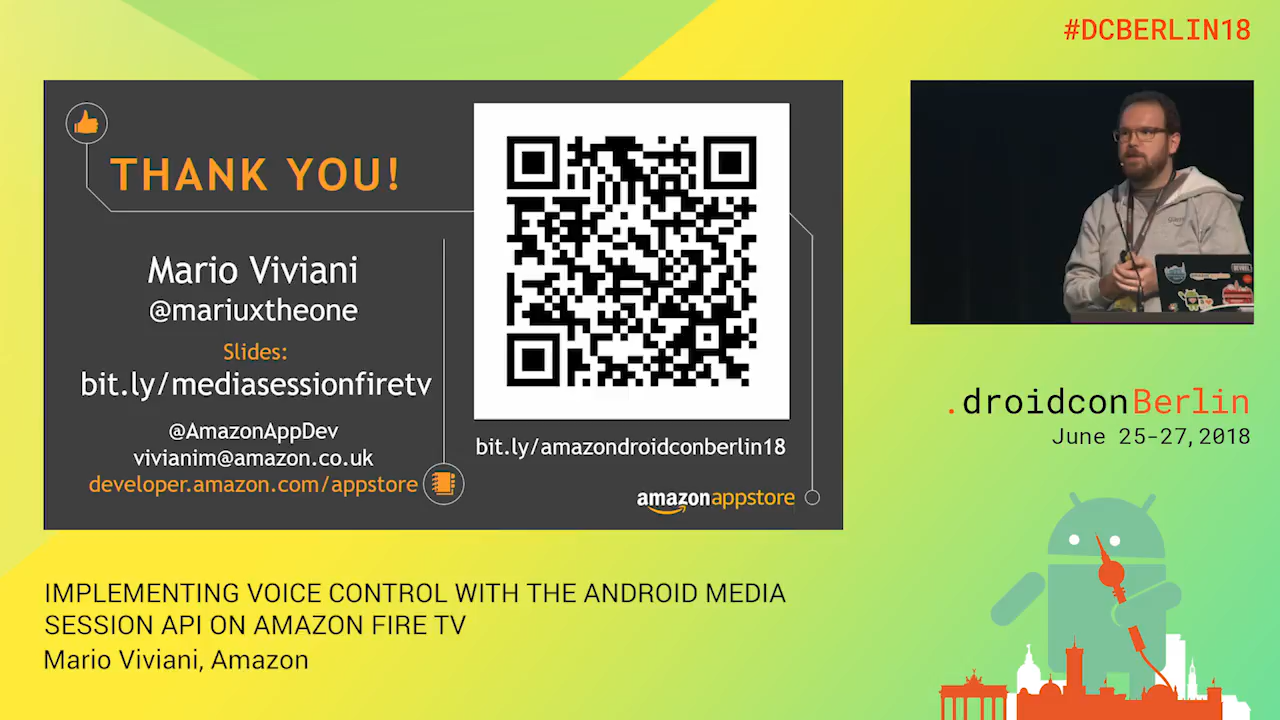 #DCBERLIN18
THANK YOU!
Mario Viviani
@mariuxtheone
Slides:
bit.ly/mediasessionfiretv
@AmazonAppDev
vivianim@amazon.co.uk
developer.amazon.com/appstore
bit.ly/amazondroidconberlin18
amazonappstore
.droidconBerlin
June 25-27,2018
IMPLEMENTING VOICE CONTROL WITH THE ANDROID MEDIA
SESSION API ON AMAZON FIRE TV
Mario Viviani, Amazon